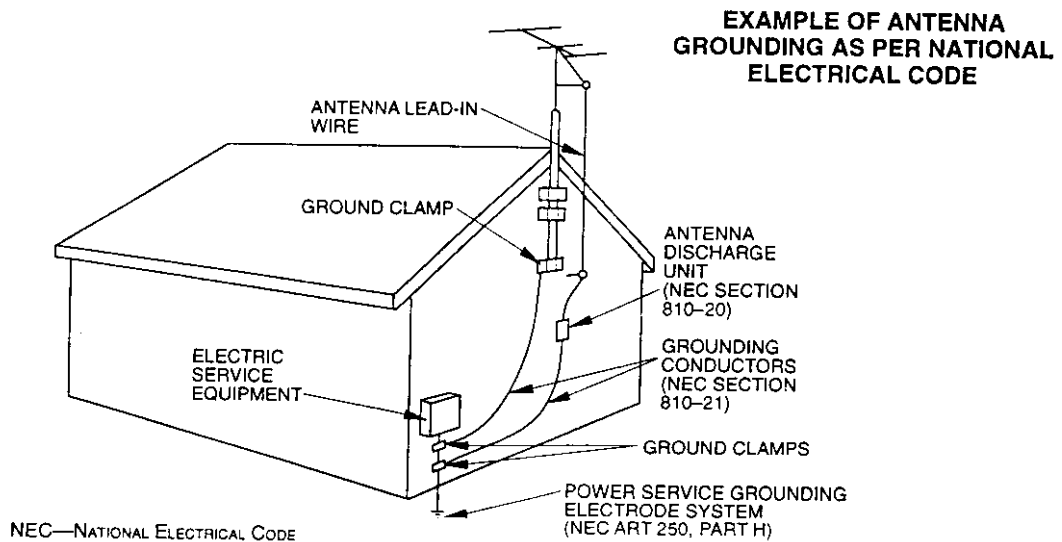 EXAMPLE OF ANTENNA
GROUNDING AS PER NATIONAL
ELECTRICAL CODE
ANTENNA LEAD-IN
WIRE
GROUND CLAMP
ANTENNA
DISCHARGE
UNIT
(NEC SECTION
810–20)
ELECTRIC
SERVICE
EQUIPMENT
GROUNDING
CONDUCTORS
(NEC SECTION
810–21)
GROUND CLAMPS
POWER SERVICE GROUNDING
ELECTRODE SYSTEM
(NEC ART 250, PART H)
NEC—NATIONAL ELECTRICAL CODE